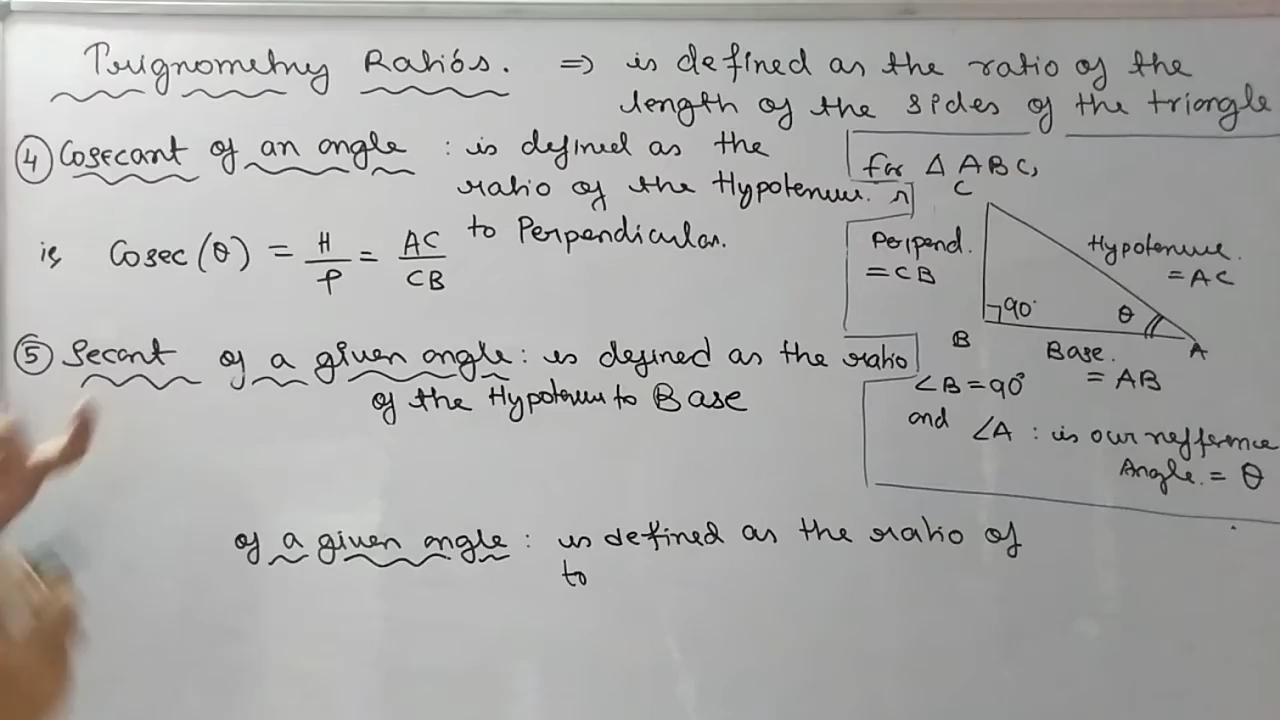 Trignometry Ratios. ⇒ is defined as the ratio of the
length of the sides of the triangle
④ Cosecant of an angle : is defined as the
ratio of the Hypotenuse
to Perpendicular.
is Cosec(θ) = H/P = AC/CB
⑤ Secant of a given angle : is defined as the ratio
of the Hypotenuse to Base
of a given angle : is defined as the ratio of
to
for Δ ABC,
C
Perpend.
= CB
Hypotenuse.
= AC
90°
θ
B
A
Base.
= AB
∠B = 90°
and ∠A : is our refference
Angle. = θ